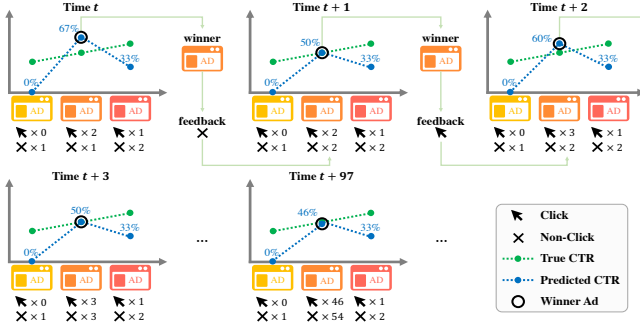 Time t
Time t + 1
Time t + 2
67%
0%
33%
winner
AD
feedback
50%
0%
33%
winner
AD
feedback
60%
0%
33%
AD AD AD
× 0 × 2 × 1
× 1 × 1 × 2
AD AD AD
× 0 × 2 × 1
× 1 × 2 × 2
AD AD AD
× 0 × 3 × 1
× 1 × 2 × 2
Time t + 3
Time t + 97
50%
0%
33%
...
46%
0%
33%
...
AD AD AD
× 0 × 3 × 1
× 1 × 3 × 2
AD AD AD
× 0 × 46 × 1
× 1 × 54 × 2
Click
Non-Click
True CTR
Predicted CTR
Winner Ad